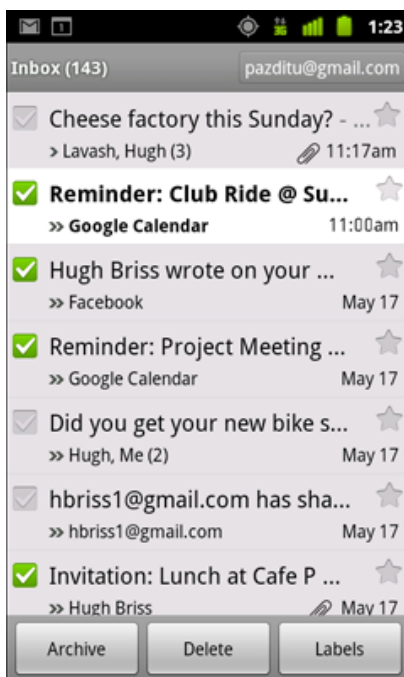 1:23
Inbox (143) pazditu@gmail.com
Cheese factory this Sunday? - ...
> Lavash, Hugh (3) 11:17am
Reminder: Club Ride @ Su...
» Google Calendar 11:00am
Hugh Briss wrote on your ...
» Facebook May 17
Reminder: Project Meeting ...
» Google Calendar May 17
Did you get your new bike s...
» Hugh, Me (2) May 17
hbriss1@gmail.com has sha...
» hbriss1@gmail.com May 17
Invitation: Lunch at Cafe P ...
» Hugh Briss May 17
Archive Delete Labels